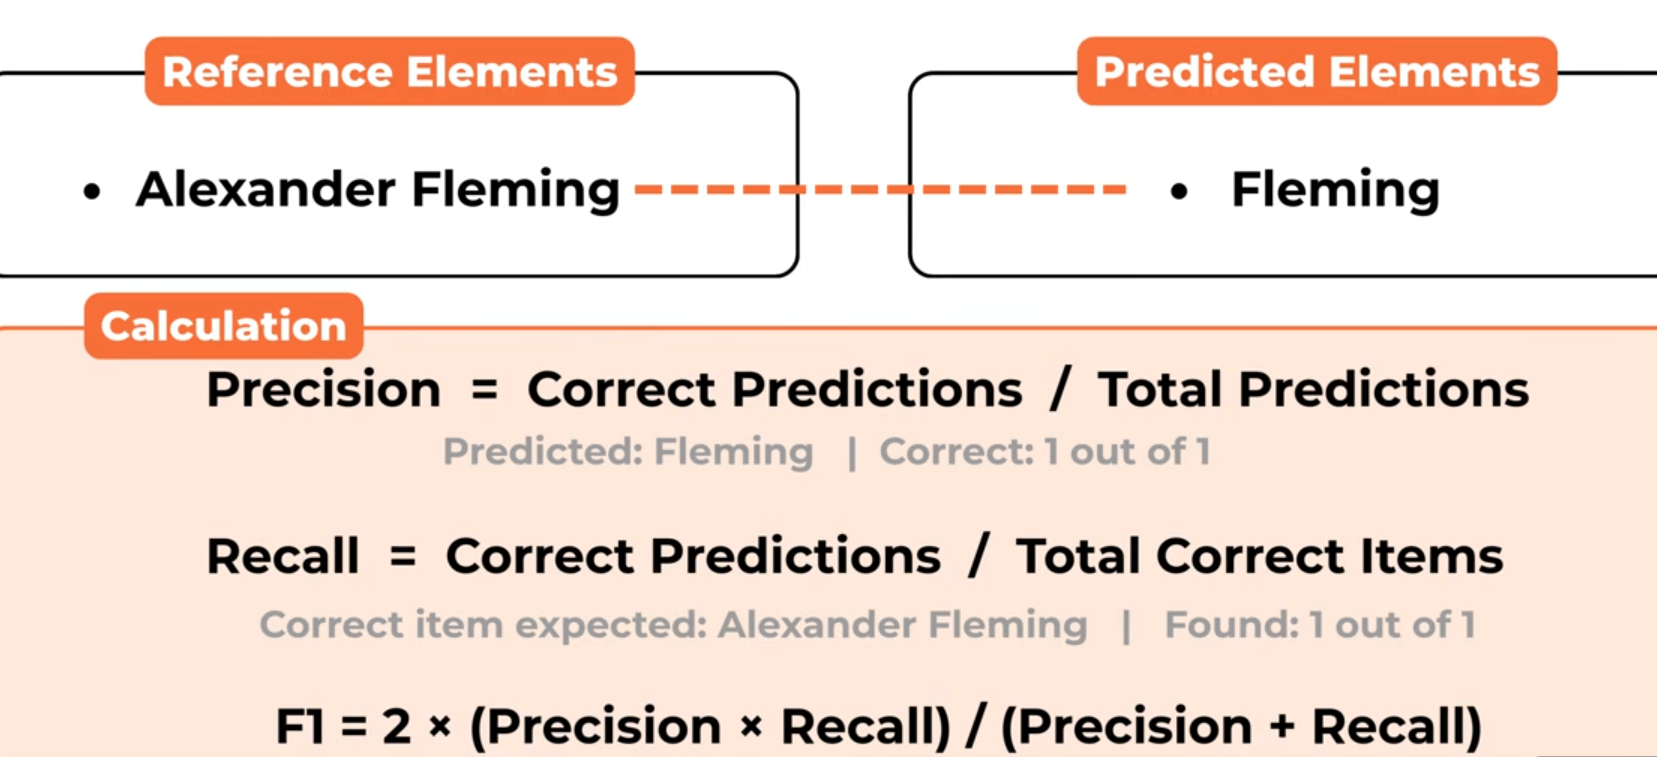 Reference Elements
Predicted Elements
• Alexander Fleming
• Fleming
Calculation
Precision = Correct Predictions / Total Predictions
Predicted: Fleming | Correct: 1 out of 1
Recall = Correct Predictions / Total Correct Items
Correct item expected: Alexander Fleming | Found: 1 out of 1
F1 = 2 × (Precision × Recall) / (Precision + Recall)